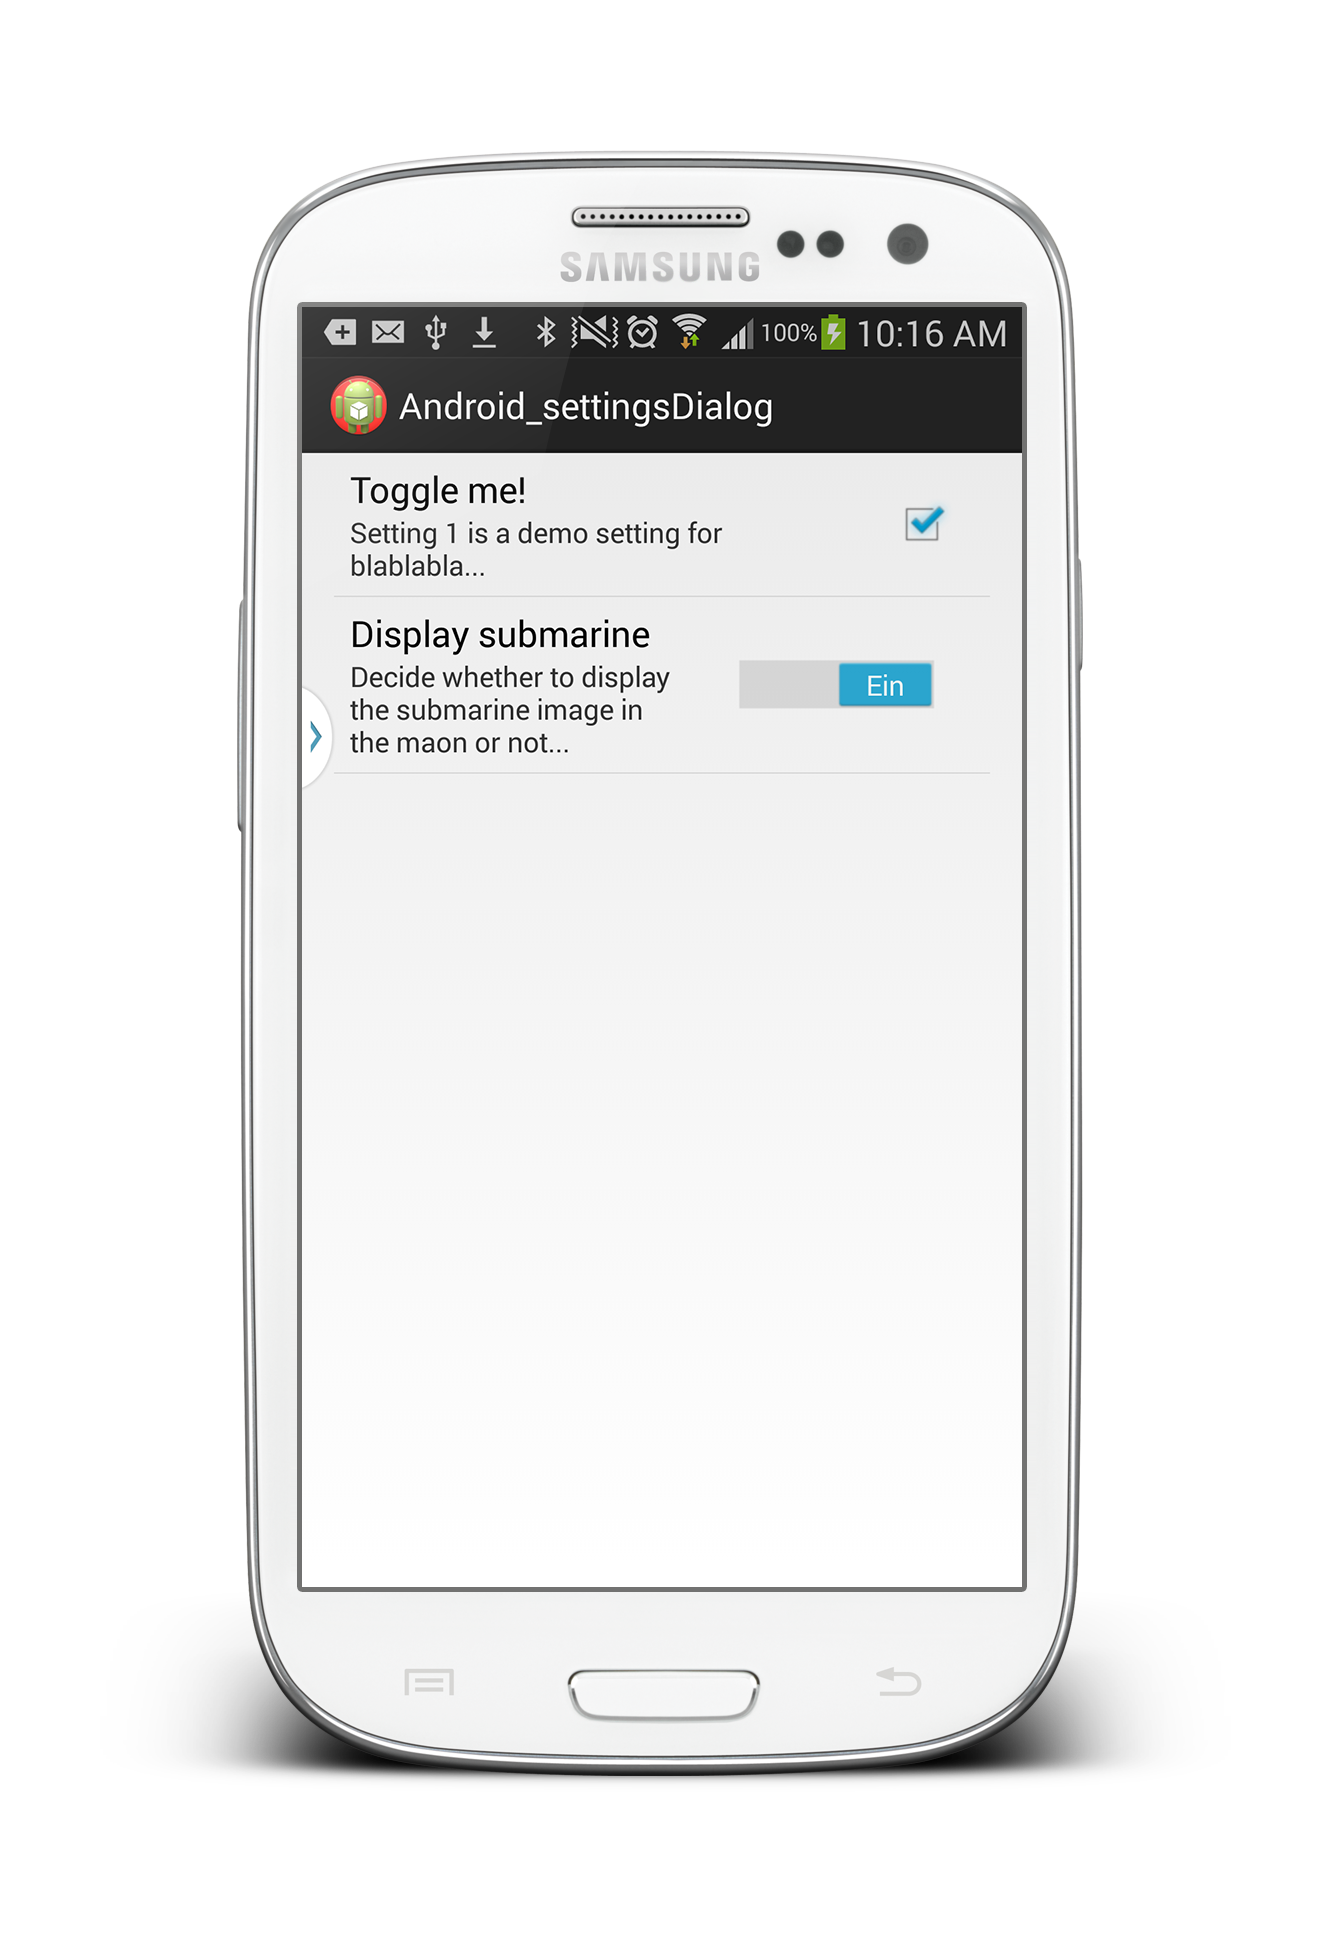 SAMSUNG
100% 10:16 AM
Android_settingsDialog
Toggle me!
Setting 1 is a demo setting for
blablabla...
Display submarine
Decide whether to display
the submarine image in
the maon or not...
Ein